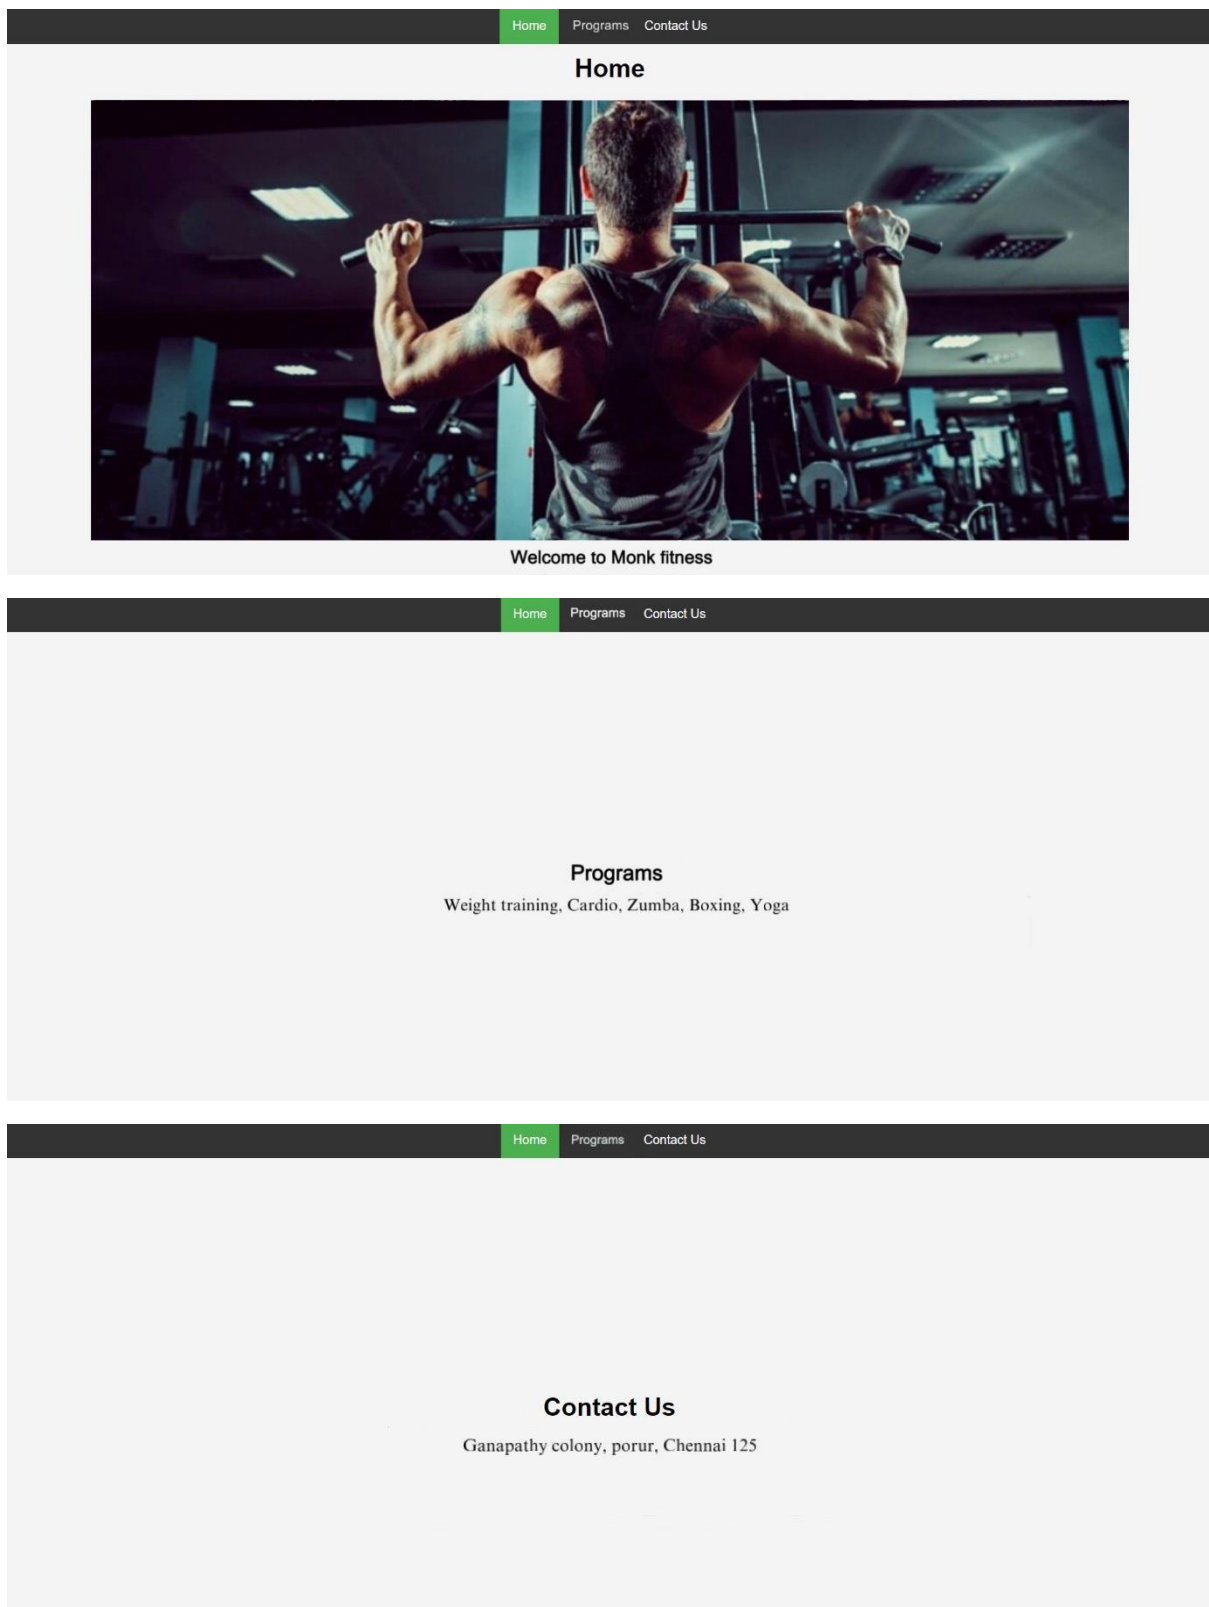 Home Programs Contact Us
Home
Welcome to Monk fitness
Home Programs Contact Us
Programs
Weight training, Cardio, Zumba, Boxing, Yoga
Home Programs Contact Us
Contact Us
Ganapathy colony, porur, Chennai 125